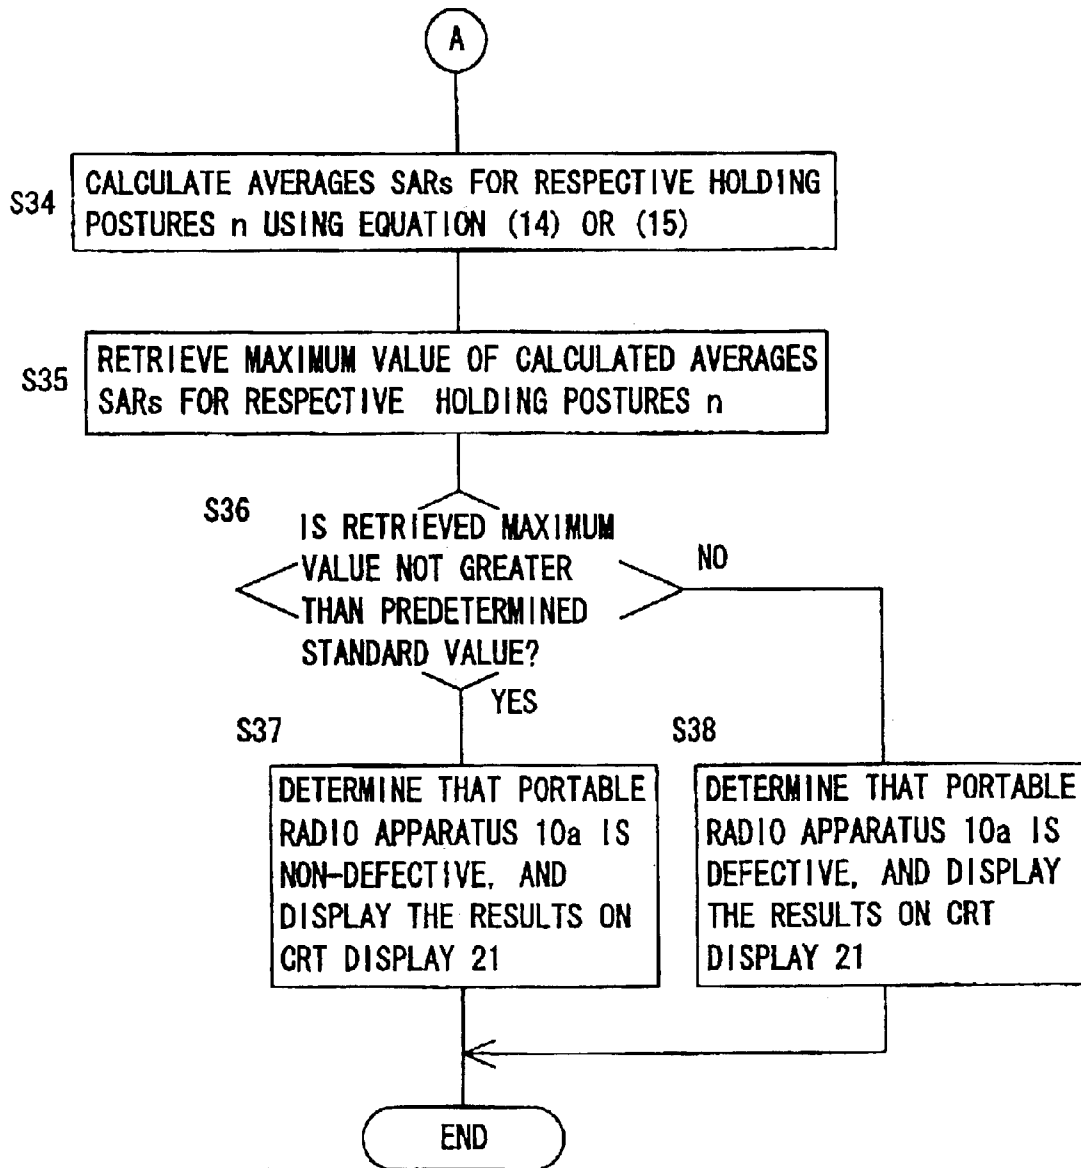 A
S34
CALCULATE AVERAGES SARs FOR RESPECTIVE HOLDING
POSTURES n USING EQUATION (14) OR (15)
S35
RETRIEVE MAXIMUM VALUE OF CALCULATED AVERAGES
SARs FOR RESPECTIVE HOLDING POSTURES n
S36
IS RETRIEVED MAXIMUM
VALUE NOT GREATER
THAN PREDETERMINED
STANDARD VALUE?
NO
YES
S37
DETERMINE THAT PORTABLE
RADIO APPARATUS 10a IS
NON-DEFECTIVE, AND
DISPLAY THE RESULTS ON
CRT DISPLAY 21
S38
DETERMINE THAT PORTABLE
RADIO APPARATUS 10a IS
DEFECTIVE, AND DISPLAY
THE RESULTS ON CRT
DISPLAY 21
END